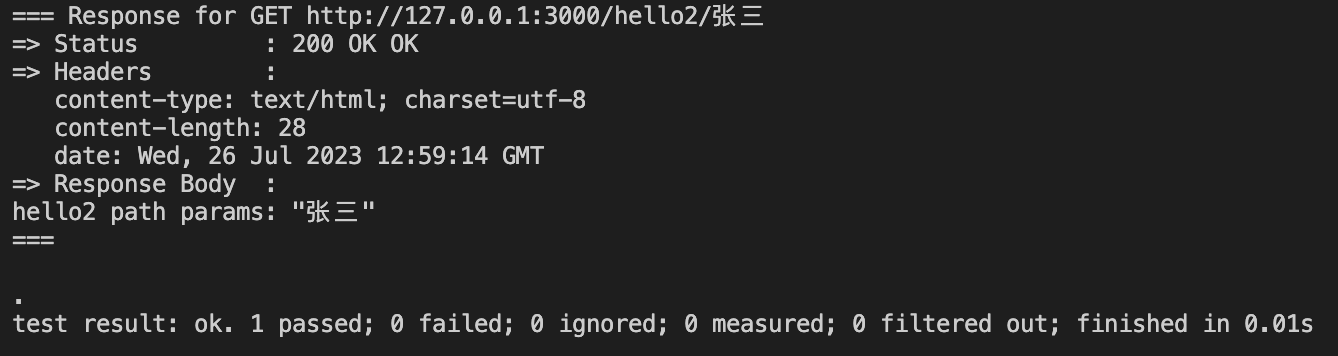 === Response for GET http://127.0.0.1:3000/hello2/张三
=> Status         : 200 OK OK
=> Headers        :
   content-type: text/html; charset=utf-8
   content-length: 28
   date: Wed, 26 Jul 2023 12:59:14 GMT
=> Response Body  :
hello2 path params: "张三"
===
.
test result: ok. 1 passed; 0 failed; 0 ignored; 0 measured; 0 filtered out; finished in 0.01s